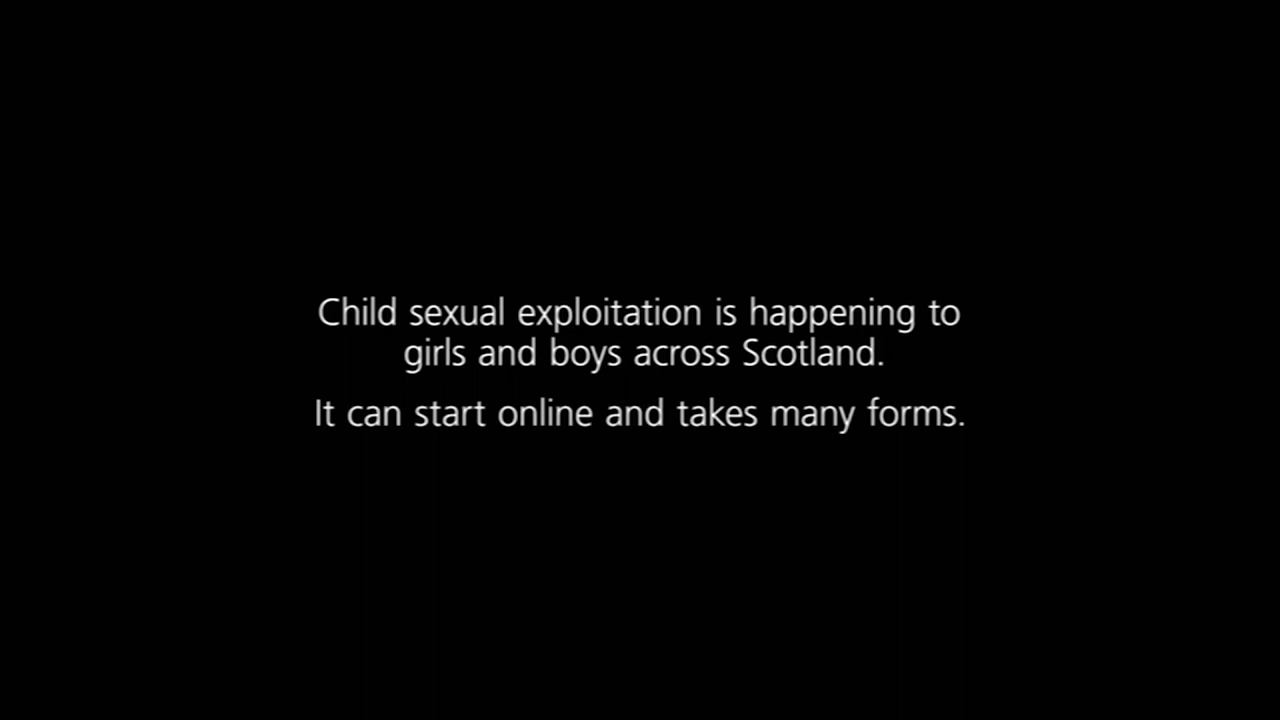 Child sexual exploitation is happening to
girls and boys across Scotland.
It can start online and takes many forms.